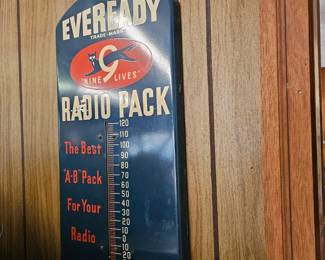 EVEREADY
TRADE-MARK
9
"NINE LIVES"
RADIO PACK
The Best
"A-B" Pack
For Your
Radio
120
110
100
90
80
70
60
50
40
30
20
10
0
10
20